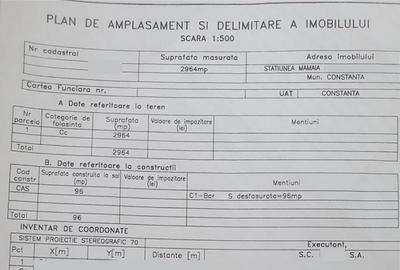 PLAN DE AMPLASAMENT SI DELIMITARE A IMOBILULUI
SCARA 1:500
Nr cadastral
Suprafata masurata
Adresa imobilului
2964mp
STATIUNEA MAMAIA
Mun. CONSTANTA
Cartea Funciara nr.
UAT
CONSTANTA
A Date referitoare la teren
Nr parcela
Categorie de folosinta
Suprafata (mp)
Valoare de impozitare (lei)
Mentiuni
1
Cc
2964
Total
2964
B. Date referitoare la constructii
Cod constr
Suprafata construita la sol (mp)
Valoare de impozitare (lei)
Mentiuni
CAS
96
C1-Bar
S desfasurata=96mp
Total
96
INVENTAR DE COORDONATE
SISTEM PROIECTIE STEREOGRAFIC 70
Executant,
Pct
X[m]
Y[m]
Distante [m]
S.C.
S.A.
1